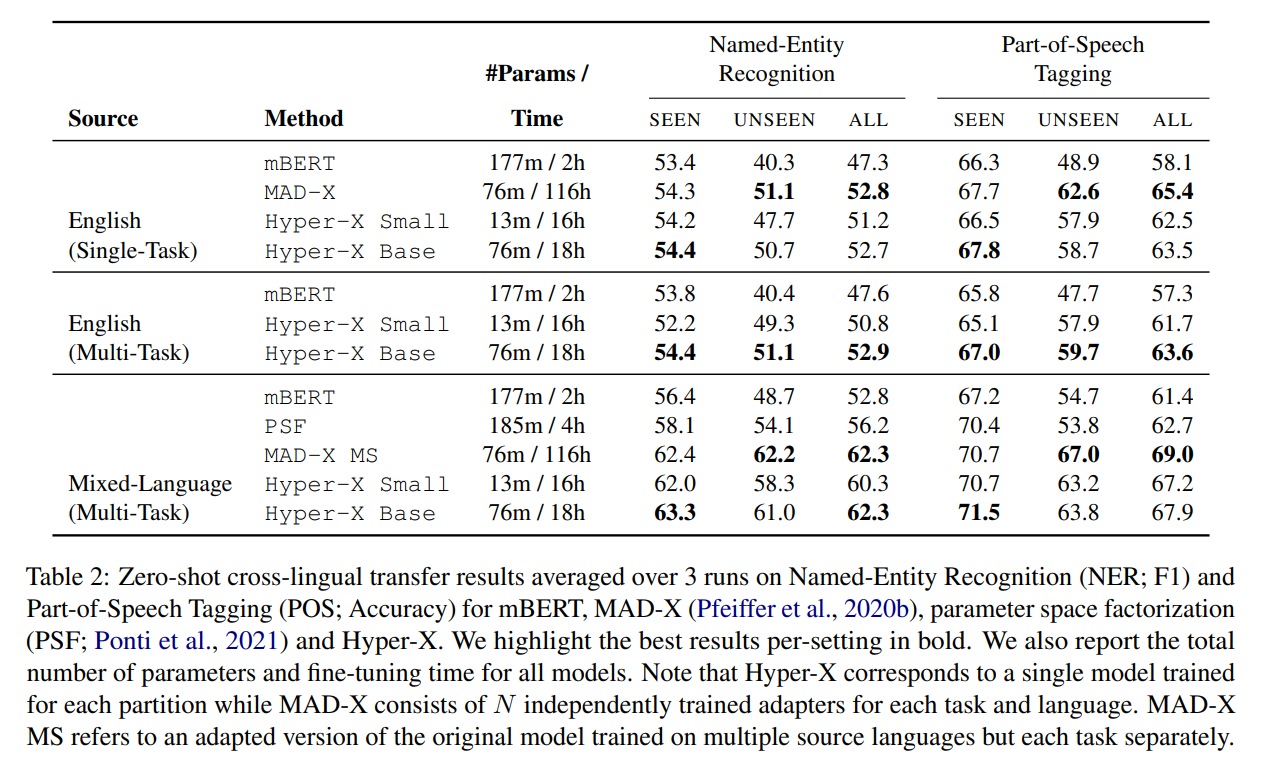 Named-Entity Part-of-Speech
#Params / Recognition Tagging
Source Method Time SEEN UNSEEN ALL SEEN UNSEEN ALL
mBERT 177m / 2h 53.4 40.3 47.3 66.3 48.9 58.1
MAD-X 76m / 116h 54.3 51.1 52.8 67.7 62.6 65.4
English Hyper-X Small 13m / 16h 54.2 47.7 51.2 66.5 57.9 62.5
(Single-Task) Hyper-X Base 76m / 18h 54.4 50.7 52.7 67.8 58.7 63.5
mBERT 177m / 2h 53.8 40.4 47.6 65.8 47.7 57.3
English Hyper-X Small 13m / 16h 52.2 49.3 50.8 65.1 57.9 61.7
(Multi-Task) Hyper-X Base 76m / 18h 54.4 51.1 52.9 67.0 59.7 63.6
mBERT 177m / 2h 56.4 48.7 52.8 67.2 54.7 61.4
PSF 185m / 4h 58.1 54.1 56.2 70.4 53.8 62.7
MAD-X MS 76m / 116h 62.4 62.2 62.3 70.7 67.0 69.0
Mixed-Language Hyper-X Small 13m / 16h 62.0 58.3 60.3 70.7 63.2 67.2
(Multi-Task) Hyper-X Base 76m / 18h 63.3 61.0 62.3 71.5 63.8 67.9
Table 2: Zero-shot cross-lingual transfer results averaged over 3 runs on Named-Entity Recognition (NER; F1) and
Part-of-Speech Tagging (POS; Accuracy) for mBERT, MAD-X (Pfeiffer et al., 2020b), parameter space factorization
(PSF; Ponti et al., 2021) and Hyper-X. We highlight the best results per-setting in bold. We also report the total
number of parameters and fine-tuning time for all models. Note that Hyper-X corresponds to a single model trained
for each partition while MAD-X consists of N independently trained adapters for each task and language. MAD-X
MS refers to an adapted version of the original model trained on multiple source languages but each task separately.